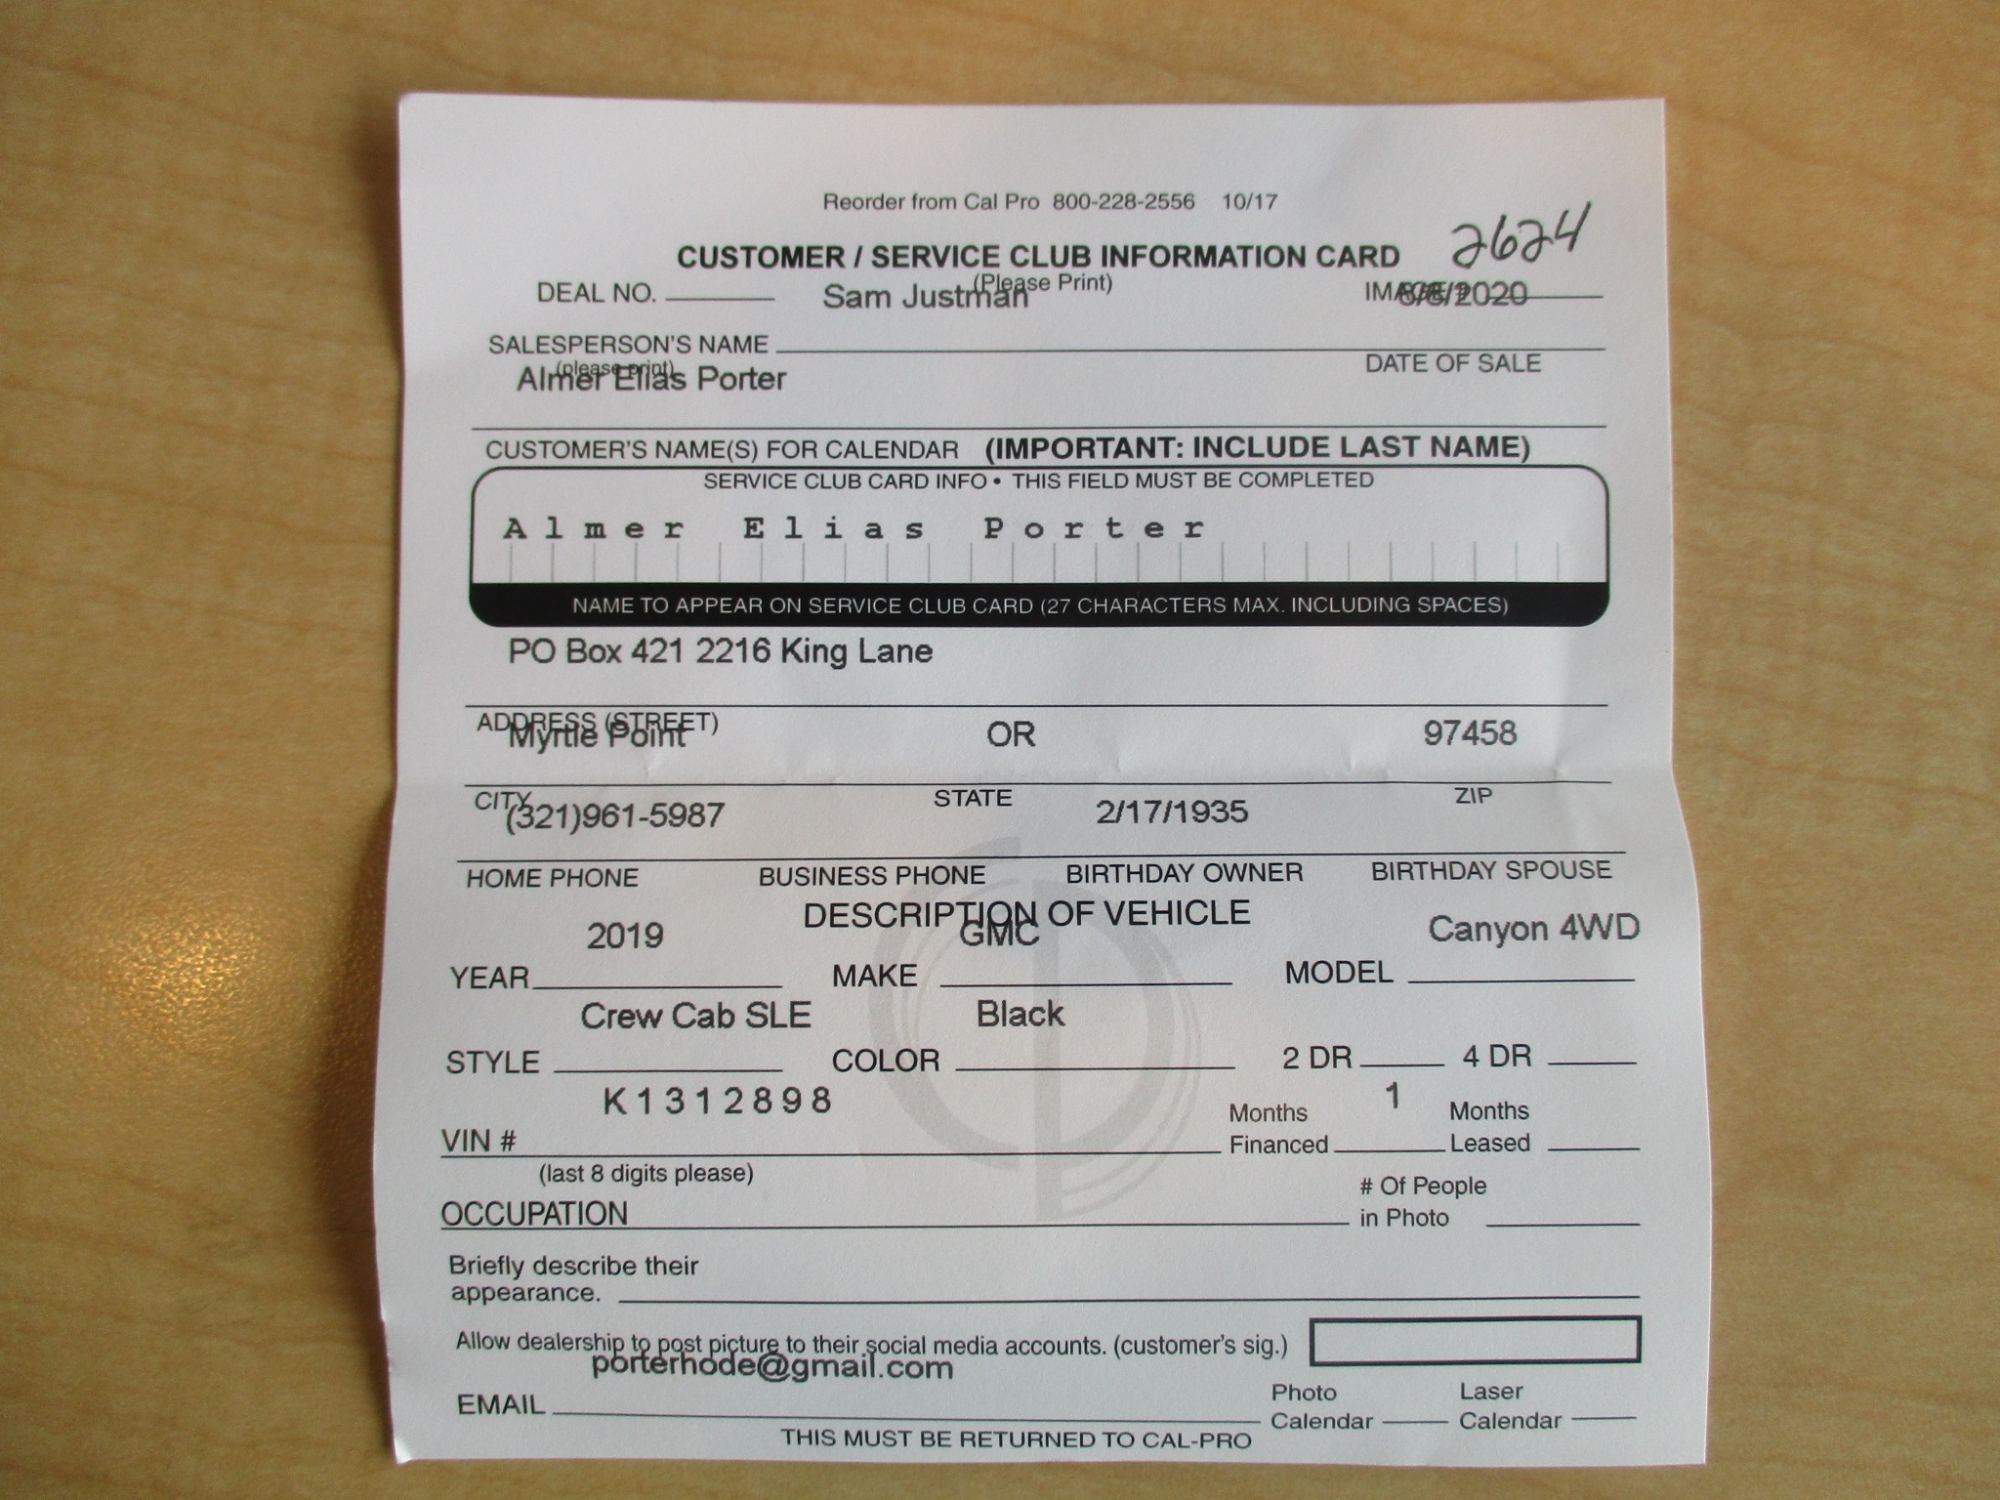 Reorder from Cal Pro 800-228-2556 10/17
2624
CUSTOMER / SERVICE CLUB INFORMATION CARD
(Please Print)
DEAL NO. Sam Justman /2020
SALESPERSON'S NAME
(please print)
DATE OF SALE
Almer Elias Porter
CUSTOMER'S NAME(S) FOR CALENDAR (IMPORTANT: INCLUDE LAST NAME)
SERVICE CLUB CARD INFO • THIS FIELD MUST BE COMPLETED
Almer Elias Porter
NAME TO APPEAR ON SERVICE CLUB CARD (27 CHARACTERS MAX. INCLUDING SPACES)
PO Box 421 2216 King Lane
ADDRESS (STREET)
Myrtle Point OR 97458
CITY STATE ZIP
(321)961-5987 2/17/1935
HOME PHONE BUSINESS PHONE BIRTHDAY OWNER BIRTHDAY SPOUSE
DESCRIPTION OF VEHICLE
2019 GMC Canyon 4WD
YEAR MAKE MODEL
Crew Cab SLE Black
STYLE COLOR 2 DR 4 DR
K1312898 1
VIN # Months Financed Months Leased
(last 8 digits please)
OCCUPATION # Of People in Photo
Briefly describe their
appearance.
Allow dealership to post picture to their social media accounts. (customer's sig.)
porterhode@gmail.com
EMAIL Photo Calendar Laser Calendar
THIS MUST BE RETURNED TO CAL-PRO